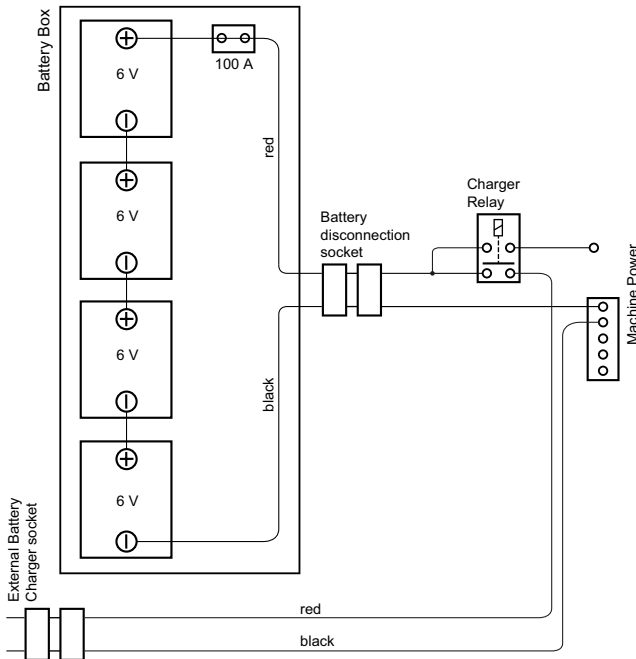 Battery Box
6 V
100 A
red
6 V
Charger
Relay
Battery
disconnection
socket
Machine Power
6 V
black
6 V
External Battery
Charger socket
red
black